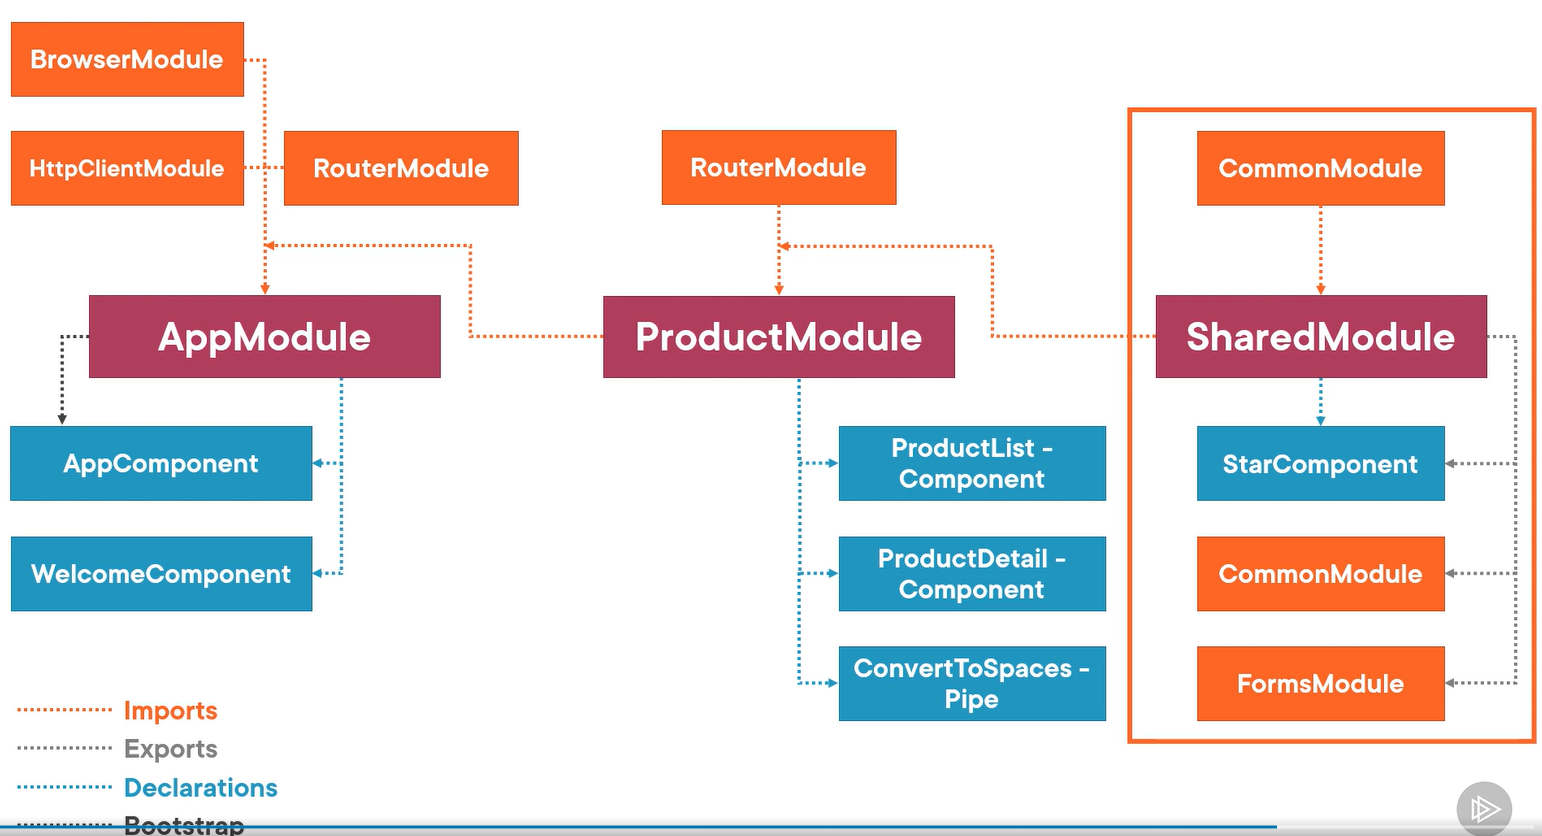 BrowserModule
HttpClientModule
RouterModule
RouterModule
CommonModule
AppModule
ProductModule
SharedModule
AppComponent
ProductList -
Component
StarComponent
WelcomeComponent
ProductDetail -
Component
CommonModule
ConvertToSpaces -
Pipe
FormsModule
Imports
Exports
Declarations
Bootstrap